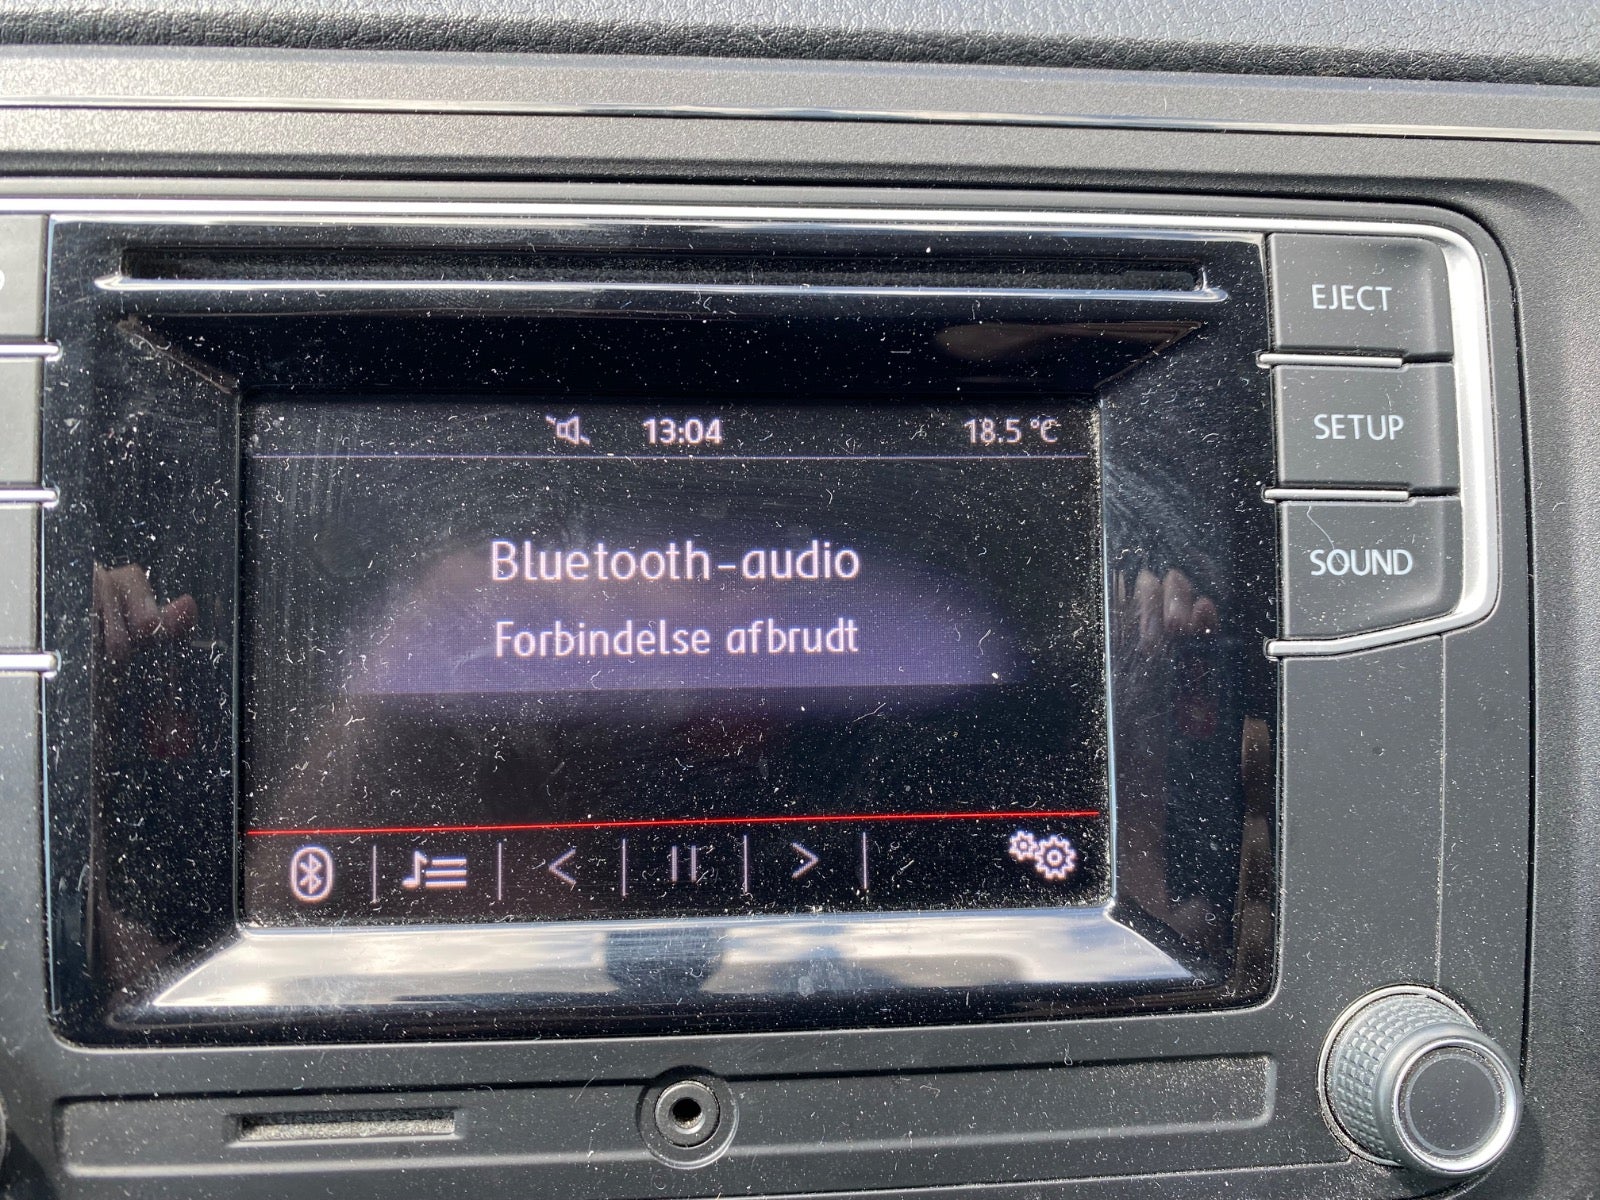 13:04 18.5 °C
Bluetooth-audio
Forbindelse afbrudt
EJECT
SETUP
SOUND